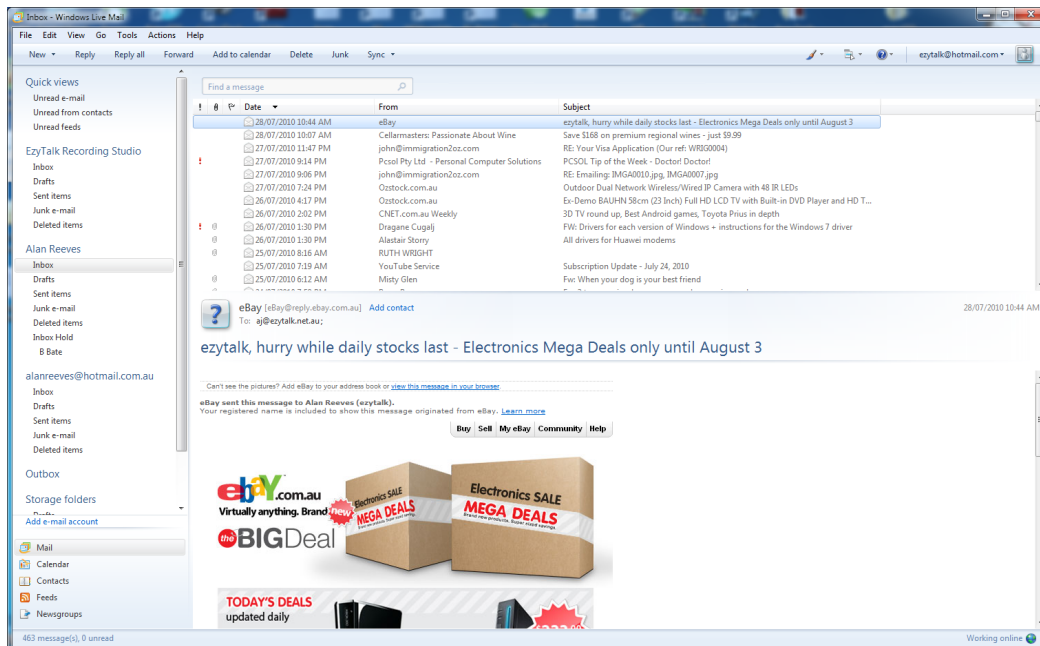 Inbox - Windows Live Mail
File Edit View Go Tools Actions Help
New Reply Reply all Forward Add to calendar Delete Junk Sync ezytalk@hotmail.com
Quick views
Unread e-mail
Unread from contacts
Unread feeds
EzyTalk Recording Studio
Inbox
Drafts
Sent items
Junk e-mail
Deleted items
Alan Reeves
Inbox
Drafts
Sent items
Junk e-mail
Deleted items
Inbox Hold
B Bate
alanreeves@hotmail.com.au
Inbox
Drafts
Sent items
Junk e-mail
Deleted items
Outbox
Storage folders
Drafts
Add e-mail account
Mail
Calendar
Contacts
Feeds
Newsgroups
Find a message
! Date From Subject
28/07/2010 10:44 AM eBay ezytalk, hurry while daily stocks last - Electronics Mega Deals only until August 3
28/07/2010 10:07 AM Cellarmasters: Passionate About Wine Save $168 on premium regional wines - just $9.99
27/07/2010 11:47 PM john@immigration2oz.com RE: Your Visa Application (Our ref: WRIG0004)
! 27/07/2010 9:14 PM Pcsol Pty Ltd - Personal Computer Solutions PCSOL Tip of the Week - Doctor! Doctor!
27/07/2010 9:06 PM john@immigration2oz.com RE: Emailing: IMGA0010.jpg, IMGA0007.jpg
27/07/2010 7:24 PM Ozstock.com.au Outdoor Dual Network Wireless/Wired IP Camera with 48 IR LEDs
26/07/2010 4:17 PM Ozstock.com.au Ex-Demo BAUHN 58cm (23 Inch) Full HD LCD TV with Built-in DVD Player and HD T...
26/07/2010 2:02 PM CNET.com.au Weekly 3D TV round up, Best Android games, Toyota Prius in depth
! 26/07/2010 1:30 PM Dragane Cugalj FW: Drivers for each version of Windows + instructions for the Windows 7 driver
26/07/2010 1:30 PM Alastair Storry All drivers for Huawei modems
25/07/2010 8:16 AM RUTH WRIGHT
25/07/2010 7:19 AM YouTube Service Subscription Update - July 24, 2010
25/07/2010 6:12 AM Misty Glen Fw: When your dog is your best friend
eBay [eBay@reply.ebay.com.au] Add contact 28/07/2010 10:44 AM
To: aj@ezytalk.net.au;
ezytalk, hurry while daily stocks last - Electronics Mega Deals only until August 3
Can't see the pictures? Add eBay to your address book or view this message in your browser.
eBay sent this message to Alan Reeves (ezytalk).
Your registered name is included to show this message originated from eBay. Learn more
Buy Sell My eBay Community Help
ebay.com.au
Virtually anything. Brand new
the BIG Deal
Electronics SALE
MEGA DEALS
Electronics SALE
MEGA DEALS
Brand new products, Super sized savings.
TODAY'S DEALS
updated daily
463 message(s), 0 unread
Working online